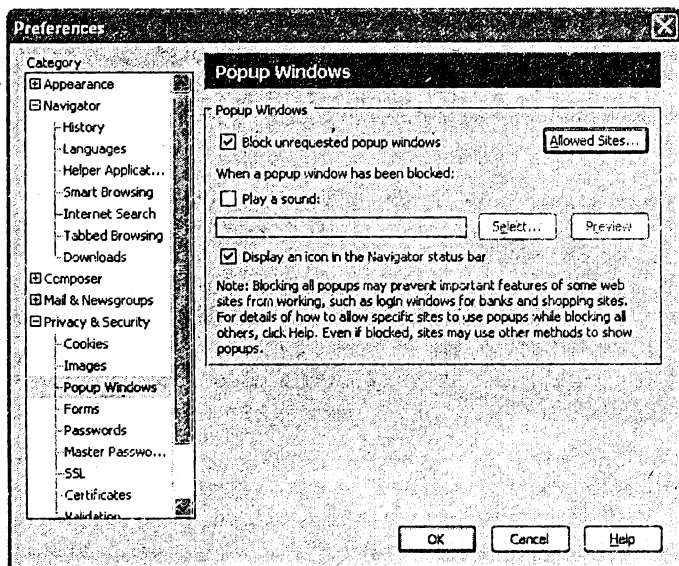 Preferences
Category
Appearance
Navigator
History
Languages
Helper Applicat...
Smart Browsing
Internet Search
Tabbed Browsing
Downloads
Composer
Mail & Newsgroups
Privacy & Security
Cookies
Images
Popup Windows
Forms
Passwords
Master Passwo...
SSL
Certificates
Validation
Popup Windows
Popup Windows
Block unrequested popup windows
Allowed Sites...
When a popup window has been blocked:
Play a sound:
Select...
Preview
Display an icon in the Navigator status bar
Note: Blocking all popups may prevent important features of some web
sites from working, such as login windows for banks and shopping sites.
For details of how to allow specific sites to use popups while blocking all
others, click Help. Even if blocked, sites may use other methods to show
popups.
OK
Cancel
Help